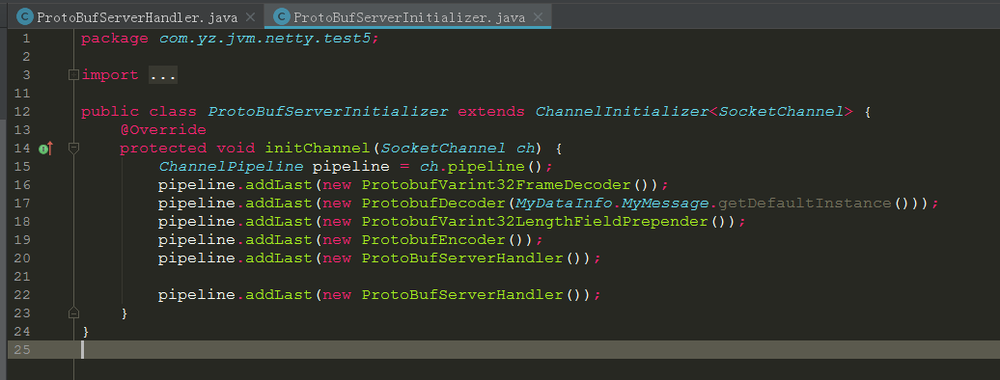 ProtoBufServerHandler.java × ProtoBufServerInitializer.java ×
1 package com.yz.jvm.netty.test5;
2
3 import ...
11
12 public class ProtoBufServerInitializer extends ChannelInitializer<SocketChannel> {
13 @Override
14 protected void initChannel(SocketChannel ch) {
15 ChannelPipeline pipeline = ch.pipeline();
16 pipeline.addLast(new ProtobufVarint32FrameDecoder());
17 pipeline.addLast(new ProtobufDecoder(MyDataInfo.MyMessage.getDefaultInstance()));
18 pipeline.addLast(new ProtobufVarint32LengthFieldPrepender());
19 pipeline.addLast(new ProtobufEncoder());
20 pipeline.addLast(new ProtoBufServerHandler());
21
22 pipeline.addLast(new ProtoBufServerHandler());
23 }
24 }
25